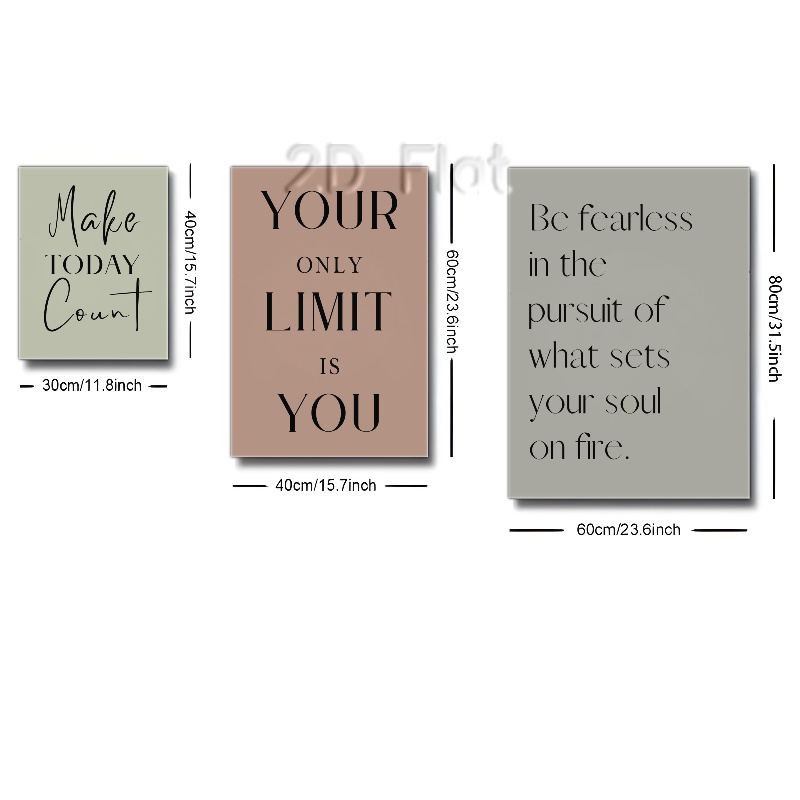 2D Flat
Make
TODAY
Count
40cm/15.7inch
30cm/11.8inch
YOUR
ONLY
LIMIT
IS
YOU
60cm/23.6inch
40cm/15.7inch
Be fearless
in the
pursuit of
what sets
your soul
on fire.
80cm/31.5inch
60cm/23.6inch